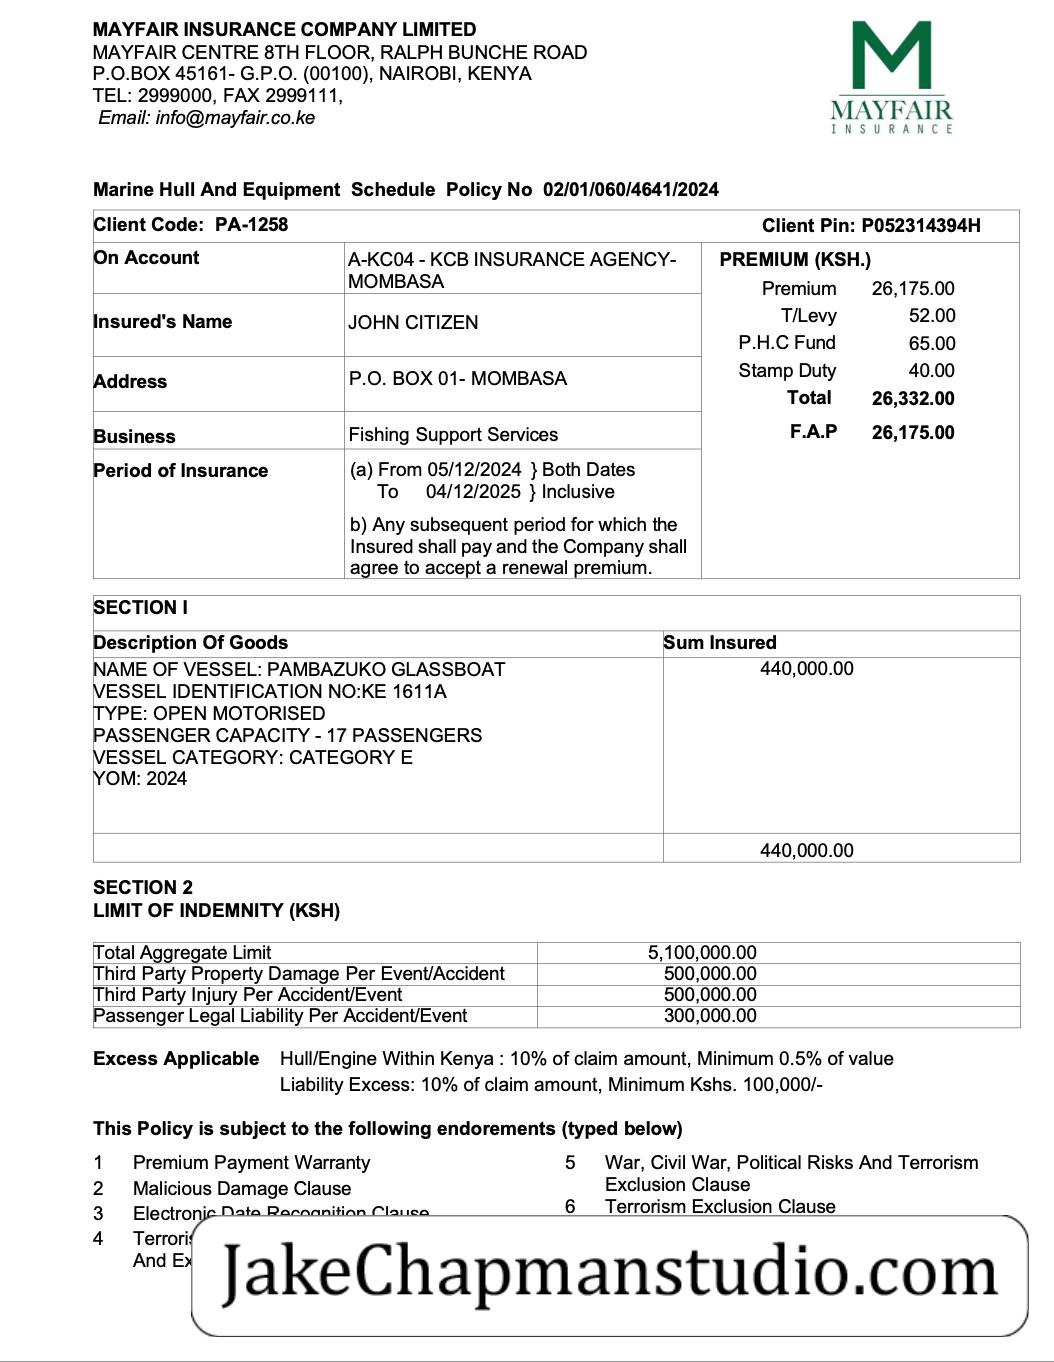 MAYFAIR INSURANCE COMPANY LIMITED
MAYFAIR CENTRE 8TH FLOOR, RALPH BUNCHE ROAD
P.O.BOX 45161- G.P.O. (00100), NAIROBI, KENYA
TEL: 2999000, FAX 2999111,
Email: info@mayfair.co.ke
M
MAYFAIR
INSURANCE
Marine Hull And Equipment Schedule Policy No 02/01/060/4641/2024
Client Code: PA-1258 Client Pin: P052314394H
On Account A-KC04 - KCB INSURANCE AGENCY-
MOMBASA
Insured's Name JOHN CITIZEN
Address P.O. BOX 01- MOMBASA
Business Fishing Support Services
Period of Insurance (a) From 05/12/2024 } Both Dates
To 04/12/2025 } Inclusive
b) Any subsequent period for which the
Insured shall pay and the Company shall
agree to accept a renewal premium.
PREMIUM (KSH.)
Premium 26,175.00
T/Levy 52.00
P.H.C Fund 65.00
Stamp Duty 40.00
Total 26,332.00
F.A.P 26,175.00
SECTION I
Description Of Goods Sum Insured
NAME OF VESSEL: PAMBAZUKO GLASSBOAT 440,000.00
VESSEL IDENTIFICATION NO:KE 1611A
TYPE: OPEN MOTORISED
PASSENGER CAPACITY - 17 PASSENGERS
VESSEL CATEGORY: CATEGORY E
YOM: 2024
440,000.00
SECTION 2
LIMIT OF INDEMNITY (KSH)
Total Aggregate Limit 5,100,000.00
Third Party Property Damage Per Event/Accident 500,000.00
Third Party Injury Per Accident/Event 500,000.00
Passenger Legal Liability Per Accident/Event 300,000.00
Excess Applicable Hull/Engine Within Kenya : 10% of claim amount, Minimum 0.5% of value
Liability Excess: 10% of claim amount, Minimum Kshs. 100,000/-
This Policy is subject to the following endorements (typed below)
1 Premium Payment Warranty
2 Malicious Damage Clause
3 Electronic Date Recognition Clause
4
And
5 War, Civil War, Political Risks And Terrorism
Exclusion Clause
6 Terrorism Exclusion Clause
JakeChapmanstudio.com